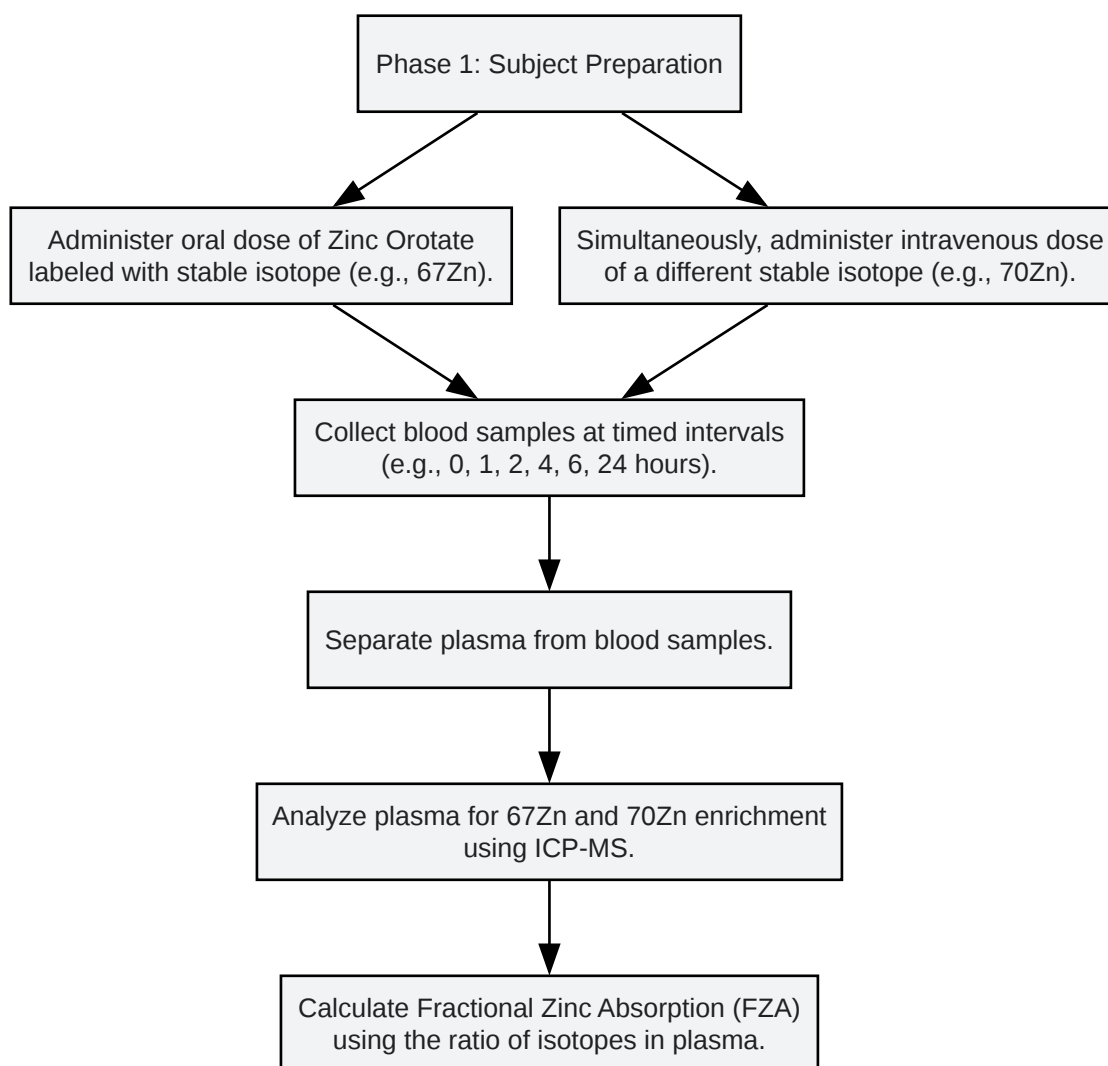 Phase 1: Subject Preparation
Administer oral dose of Zinc Orotate
labeled with stable isotope (e.g., 67Zn).
Simultaneously, administer intravenous dose
of a different stable isotope (e.g., 70Zn).
Collect blood samples at timed intervals
(e.g., 0, 1, 2, 4, 6, 24 hours).
Separate plasma from blood samples.
Analyze plasma for 67Zn and 70Zn enrichment
using ICP-MS.
Calculate Fractional Zinc Absorption (FZA)
using the ratio of isotopes in plasma.